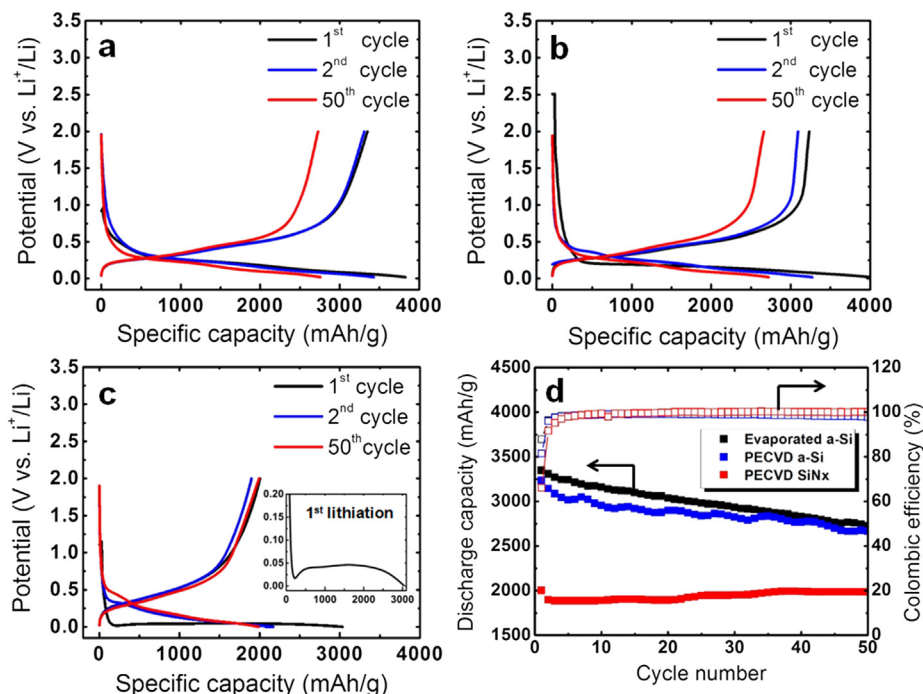 a
1st cycle
2nd cycle
50th cycle
3.5
3.0
2.5
2.0
1.5
1.0
0.5
0.0
Potential (V vs. Li+/Li)
0 1000 2000 3000 4000
Specific capacity (mAh/g)
b
1st cycle
2nd cycle
50th cycle
3.5
3.0
2.5
2.0
1.5
1.0
0.5
0.0
Potential (V vs. Li+/Li)
0 1000 2000 3000 4000
Specific capacity (mAh/g)
c
1st cycle
2nd cycle
50th cycle
3.5
3.0
2.5
2.0
1.5
1.0
0.5
0.0
Potential (V vs. Li+/Li)
0.20
0.15
0.10
0.05
0.00
1st lithiation
0 1000 2000 3000
0 1000 2000 3000 4000
Specific capacity (mAh/g)
d
4500
4000
3500
3000
2500
2000
1500
Discharge capacity (mAh/g)
Evaporated a-Si
PECVD a-Si
PECVD SiNx
120
100
80
60
40
20
0
Colombic efficiency (%)
0 10 20 30 40 50
Cycle number